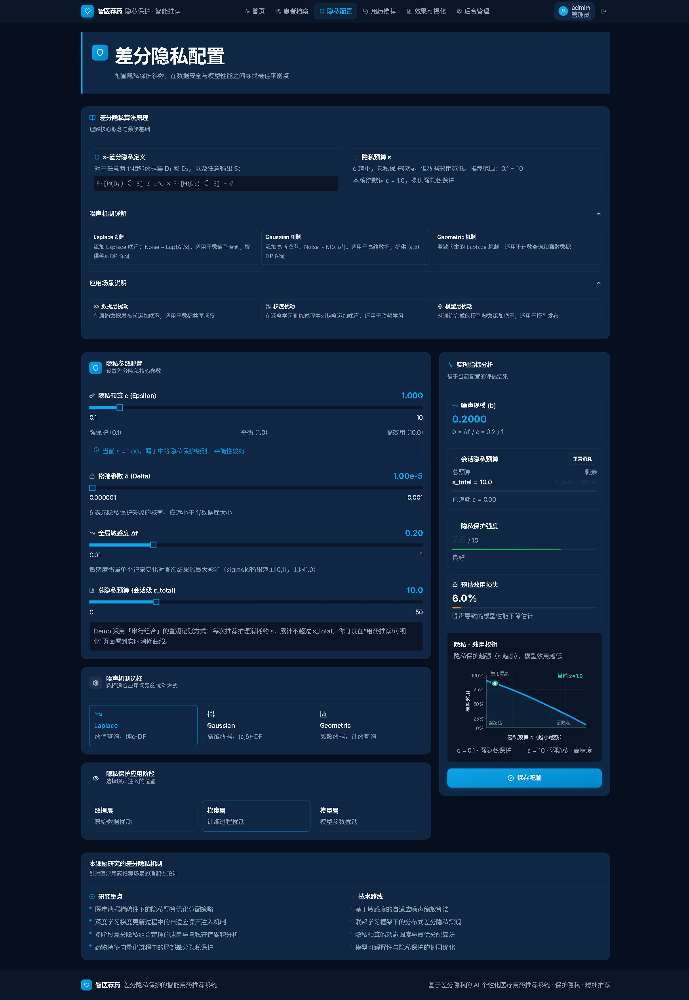 智医荐药 隐私保护 · 智能推荐
首页
患者档案
隐私配置
用药推荐
效果可视化
后台管理
admin
管理员
差分隐私配置
配置隐私保护参数，在数据安全与模型性能之间寻找最佳平衡点
差分隐私算法原理
理解核心概念与数学基础
ε-差分隐私定义
对于任意两个相邻数据集 D₁ 和 D₂，以及任意输出 S：
Pr[M(D₁) ∈ S] ≤ e^ε × Pr[M(D₂) ∈ S] + δ
隐私预算 ε
ε 越小，隐私保护越强，但数据效用越低。推荐范围：0.1 ~ 10
本系统默认 ε = 1.0，提供强隐私保护
噪声机制详解
Laplace 机制
添加 Laplace 噪声：Noise ~ Lap(Δf/ε)。适用于数值型查询，提
供纯ε-DP 保证
Gaussian 机制
添加高斯噪声：Noise ~ N(0, σ²)。适用于高维数据，提供 (ε,δ)-
DP 保证
Geometric 机制
离散版本的 Laplace 机制。适用于计数查询和离散数据
应用场景说明
数据层扰动
在原始数据发布前添加噪声，适用于数据共享场景
梯度扰动
在深度学习训练过程中对梯度添加噪声，适用于联邦学习
模型层扰动
对训练完成的模型参数添加噪声，适用于模型发布
隐私参数配置
设置差分隐私核心参数
隐私预算 ε (Epsilon)
1.000
0.1
10
强保护 (0.1)
平衡 (1.0)
高效用 (10.0)
当前 ε = 1.00，属于中等隐私保护级别，平衡性较好
松弛参数 δ (Delta)
1.00e-5
0.000001
0.001
δ 表示隐私保护失败的概率，应远小于 1/数据库大小
全局敏感度 Δf
0.20
0.01
1
敏感度衡量单个记录变化对查询结果的最大影响（sigmoid输出范围[0,1]，上限1.0）
总隐私预算 (会话级 ε_total)
10.0
0
50
Demo 采用「串行组合」的直观记账方式：每次推荐推理消耗约 ε，累计不超过 ε_total。你可以在"用药推荐/可视
化"页面看到实时消耗曲线。
噪声机制选择
选择适合应用场景的扰动方式
Laplace
数值查询，纯ε-DP
Gaussian
高维数据，(ε,δ)-DP
Geometric
离散数据，计数查询
隐私保护应用阶段
选择噪声注入的位置
数据层
原始数据扰动
梯度层
训练过程扰动
模型层
模型参数扰动
实时指标分析
基于当前配置的评估结果
噪声规模 (b)
0.2000
b = Δf / ε = 0.2 / 1
会话隐私预算
重置消耗
总预算
剩余
ε_total = 10.0
ε_rem = 10.00
已消耗 ε = 0.00
隐私保护强度
7.5 / 10
良好
预估效用损失
6.0%
噪声导致的模型性能下降估计
隐私 - 效用权衡
隐私保护越强（ε 越小），模型效用越低
100%
75%
50%
25%
0%
模型效用
效用最高
当前 ε=1.0
强隐私
弱隐私
隐私预算 ε（越小越强）
ε = 0.1 · 强隐私保护
ε = 10 · 弱隐私 · 高精度
保存配置
本课题研究的差分隐私机制
针对医疗用药推荐场景的适配性设计
研究重点
医疗数据稀疏性下的隐私预算优化分配策略
深度学习梯度更新过程中的自适应噪声注入机制
多阶段差分隐私组合定理的应用与隐私开销累积分析
药物特征向量化过程中的局部差分隐私保护
技术路线
基于敏感度的自适应噪声缩放算法
联邦学习框架下的分布式差分隐私实现
隐私预算的动态调度与最优分配算法
模型可解释性与隐私保护的协同优化
智医荐药 差分隐私保护的智能用药推荐系统
基于差分隐私的 AI 个性化医疗用药推荐系统 · 保护隐私 · 精准推荐